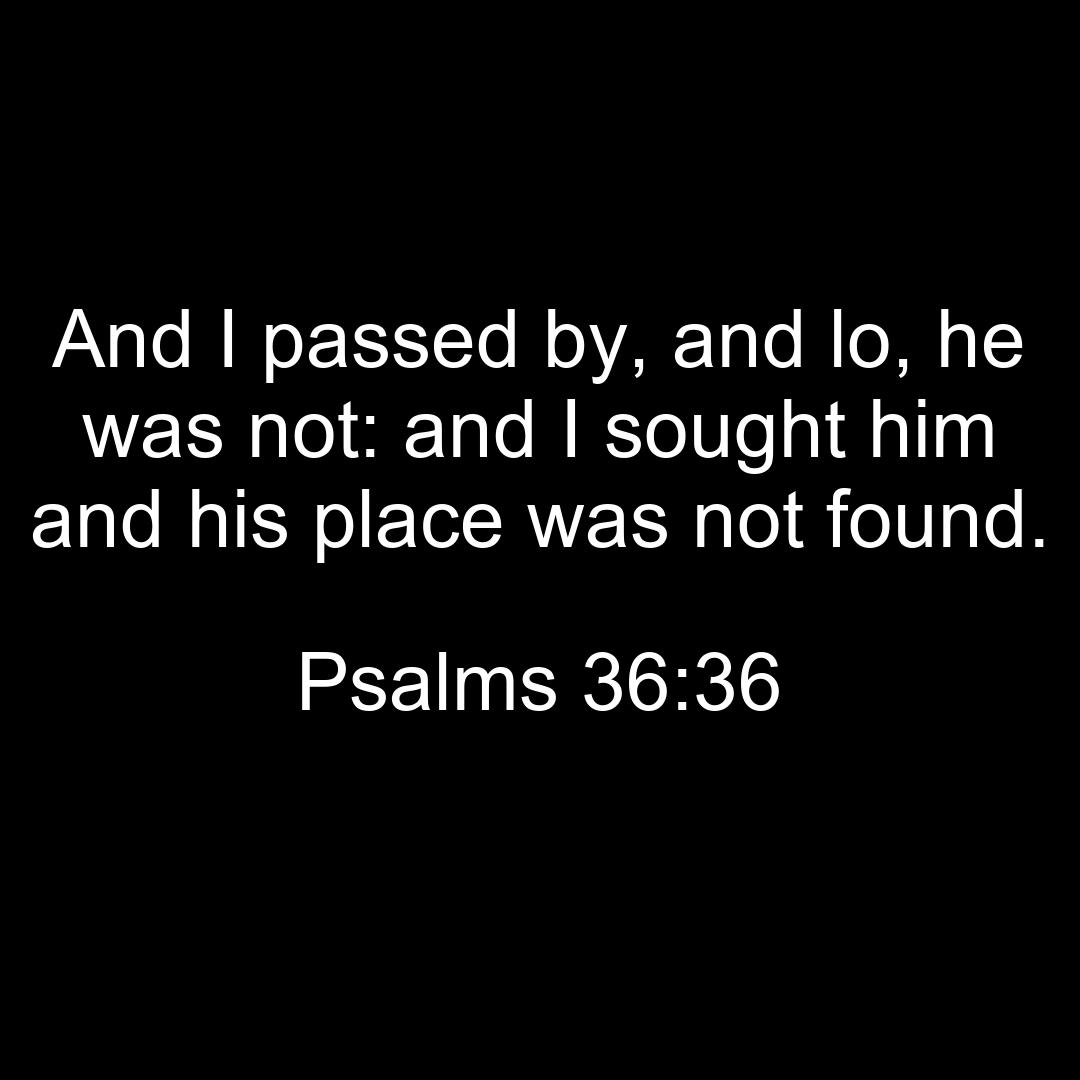 And I passed by, and lo, he
was not: and I sought him
and his place was not found.
Psalms 36:36